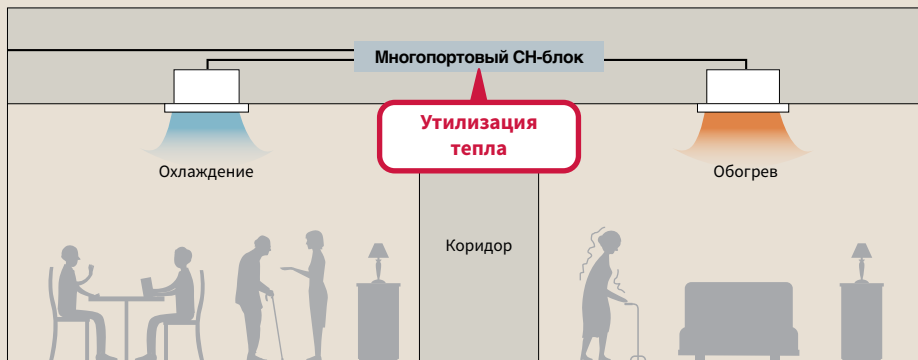 Многопортовый CH-блок
Утилизация
тепла
Охлаждение
Обогрев
Коридор